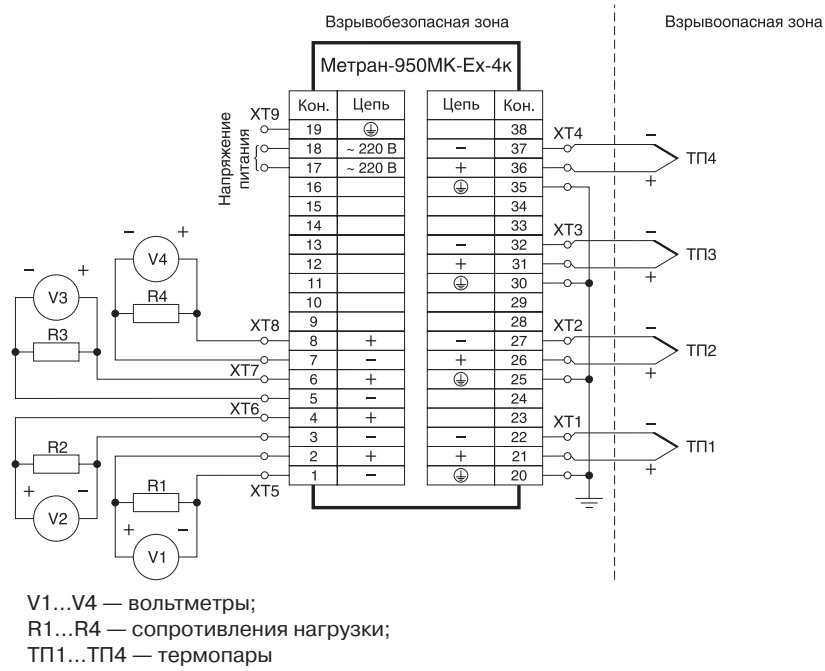 Взрывобезопасная зона
Взрывоопасная зона
Метран-950МК-Ех-4к
Кон. Цепь Цепь Кон.
XT9
Напряжение
питания
19 38
XT4
18 ~ 220 В − 37 −
17 ~ 220 В + 36 + ТП4
16 35
15 34
14 33
XT3
13 − 32 −
12 + 31 + ТП3
11 30
10 29
9 28
XT8 XT2
8 + − 27 −
7 − + 26 + ТП2
XT7
6 + 25
5 − 24
XT6
4 + 23
XT1
3 − − 22 −
2 + + 21 + ТП1
1 − 20
XT5
− +
V4
R4
− +
V3
R3
R2
+ −
V2
R1
+ −
V1
V1...V4 — вольтметры;
R1...R4 — сопротивления нагрузки;
ТП1...ТП4 — термопары